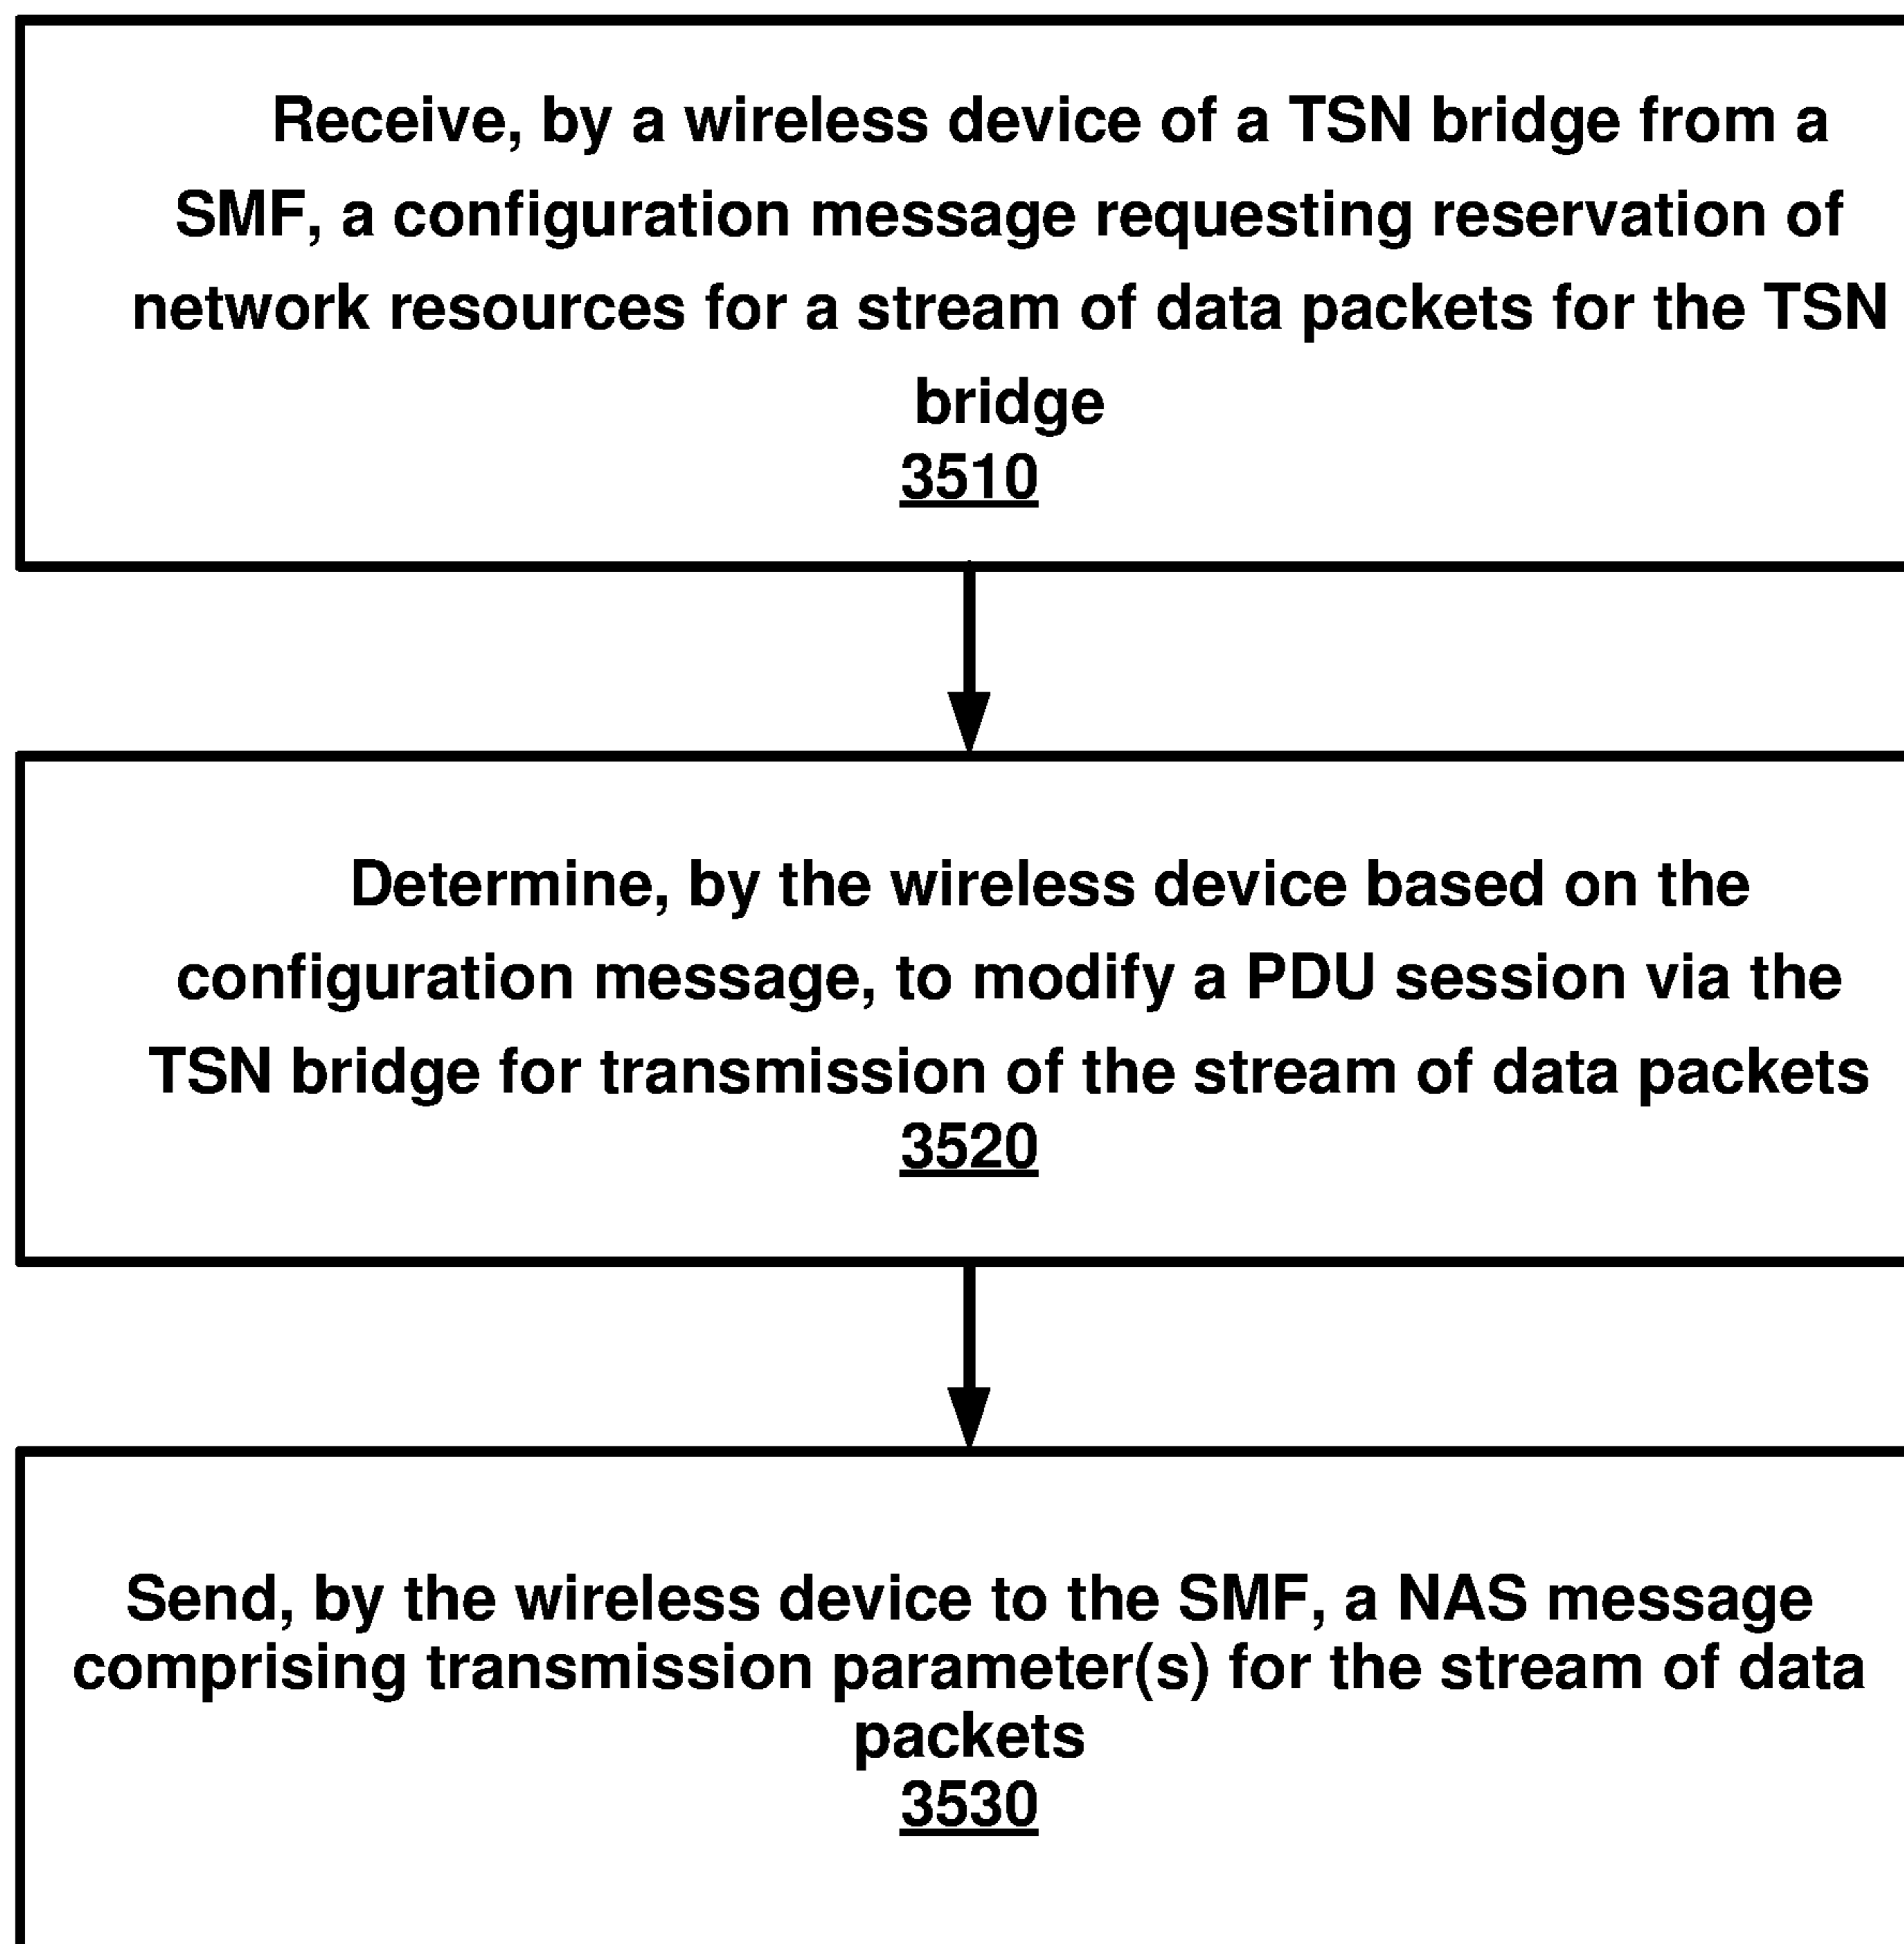 Receive, by a wireless device of a TSN bridge from a
SMF, a configuration message requesting reservation of
network resources for a stream of data packets for the TSN
bridge
3510
Determine, by the wireless device based on the
configuration message, to modify a PDU session via the
TSN bridge for transmission of the stream of data packets
3520
Send, by the wireless device to the SMF, a NAS message
comprising transmission parameter(s) for the stream of data
packets
3530